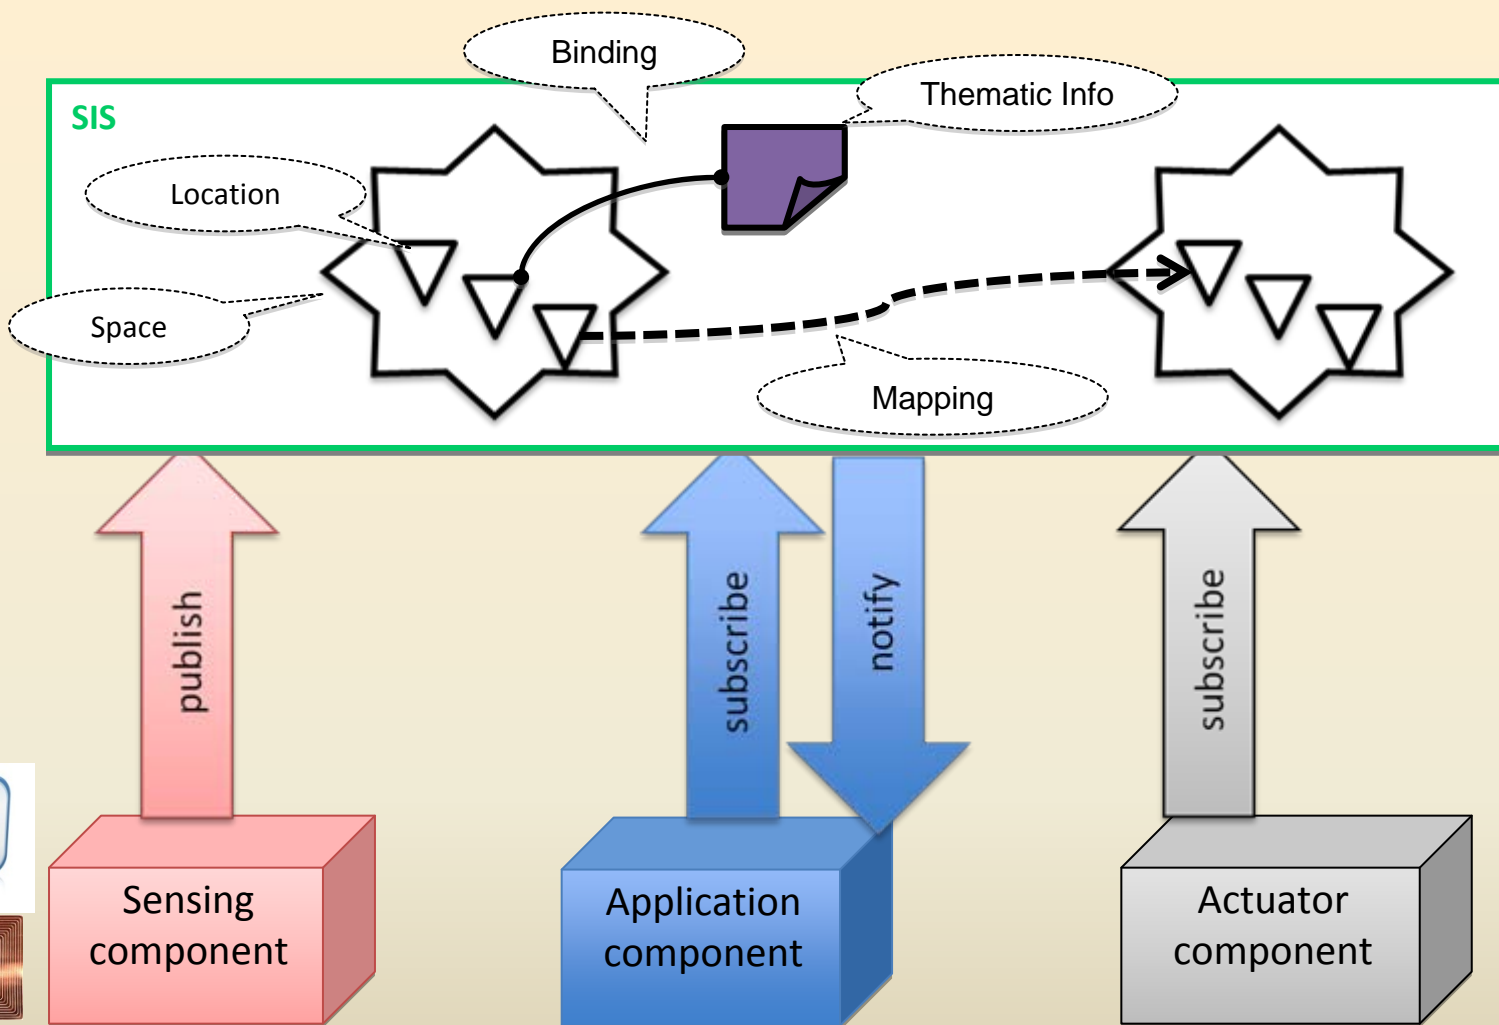 Binding
Thematic Info
SIS
Location
Space
Mapping
publish
subscribe
notify
subscribe
Sensing
component
Application
component
Actuator
component